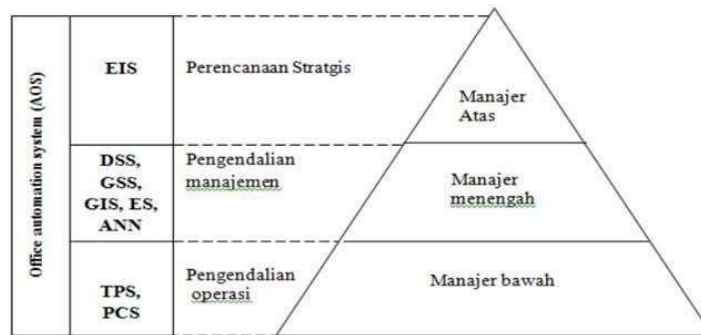 Office automation system (AOS)
EIS
Perencanaan Stratgis
Manajer
Atas
DSS,
GSS,
GIS, ES,
ANN
Pengendalian
manajemen
Manajer
menengah
TPS,
PCS
Pengendalian
operasi
Manajer bawah